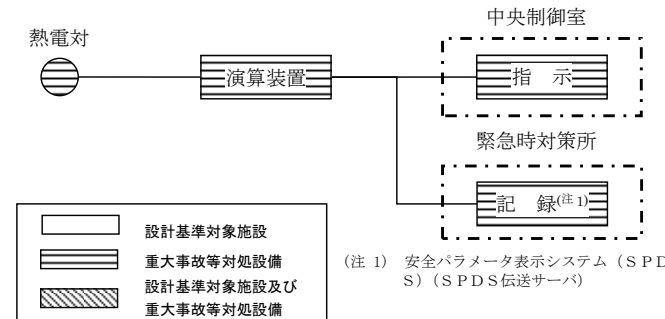 中央制御室
熱電対
演算装置
指　示
緊急時対策所
記　録(注1)
設計基準対象施設
重大事故等対処設備
設計基準対象施設及び
重大事故等対処設備
(注 1)　安全パラメータ表示システム（ＳＰＤ
Ｓ）（ＳＰＤＳ伝送サーバ）